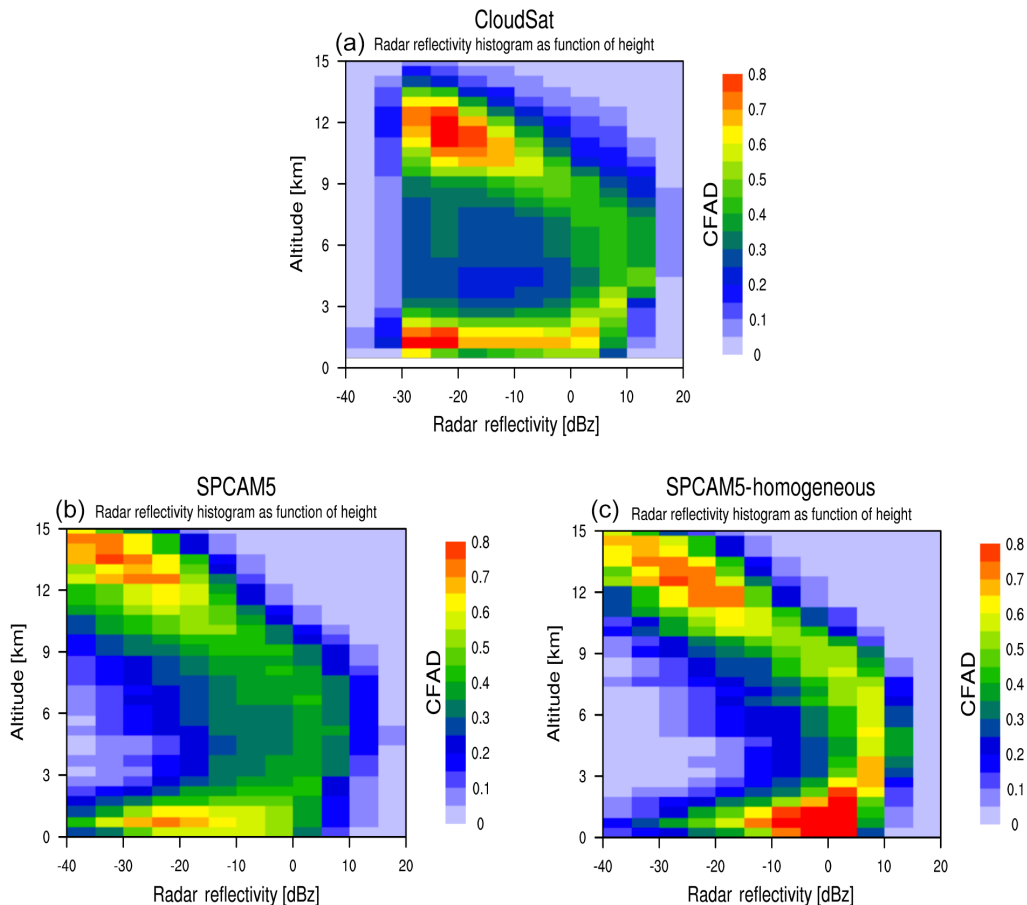 CloudSat
(a) Radar reflectivity histogram as function of height
15
12
9
6
3
0
Altitude [km]
-40 -30 -20 -10 0 10 20
Radar reflectivity [dBz]
CFAD
0.8
0.7
0.6
0.5
0.4
0.3
0.2
0.1
0
SPCAM5
(b) Radar reflectivity histogram as function of height
15
12
9
6
3
0
Altitude [km]
-40 -30 -20 -10 0 10 20
Radar reflectivity [dBz]
CFAD
0.8
0.7
0.6
0.5
0.4
0.3
0.2
0.1
0
SPCAM5-homogeneous
(c) Radar reflectivity histogram as function of height
15
12
9
6
3
0
Altitude [km]
-40 -30 -20 -10 0 10 20
Radar reflectivity [dBz]
CFAD
0.8
0.7
0.6
0.5
0.4
0.3
0.2
0.1
0